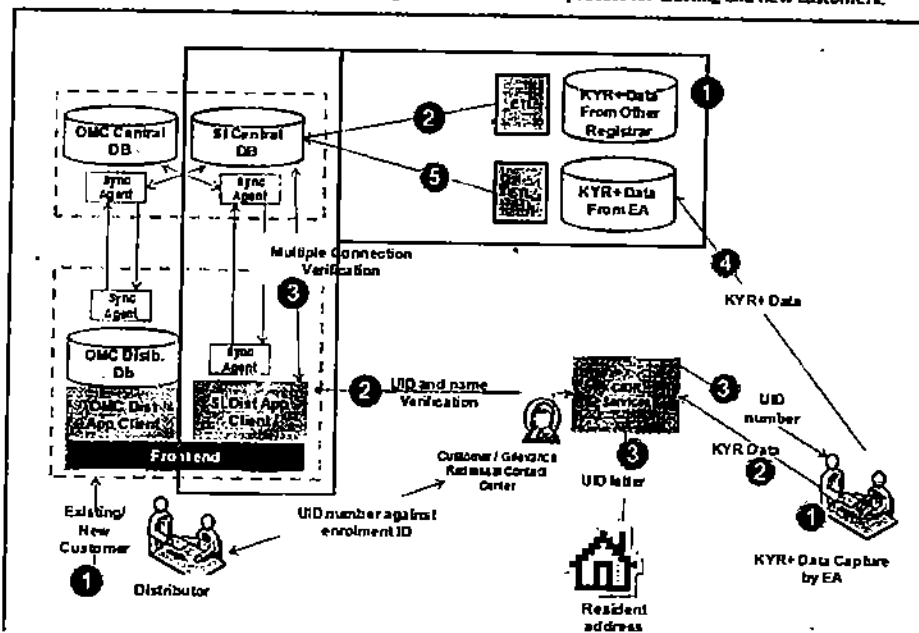 process for existing and new customers.
OMC Central
DB
SI Central
DB
Sync
Agent
Sync
Agent
2
5
ETL
KYR+Data
From Other
Registrar
1
KYR+ Data
From EA
Multiple Connection
Verification
3
4
KYR+ Data
Sync
Agent
OMC Distb.
Db
OMC Dist
App Client
Sync
Agent
SI Dist App
Client
Frontend
2
UID and name
Verification
Services
3
UID
number
KYR Data
2
3
UID letter
1
Customer / Grievance
Redressal Contact
Center
UID number against
enrolment ID
Existing/
New
Customer
1
Distributor
Resident
address
KYR+ Data Capture
by EA